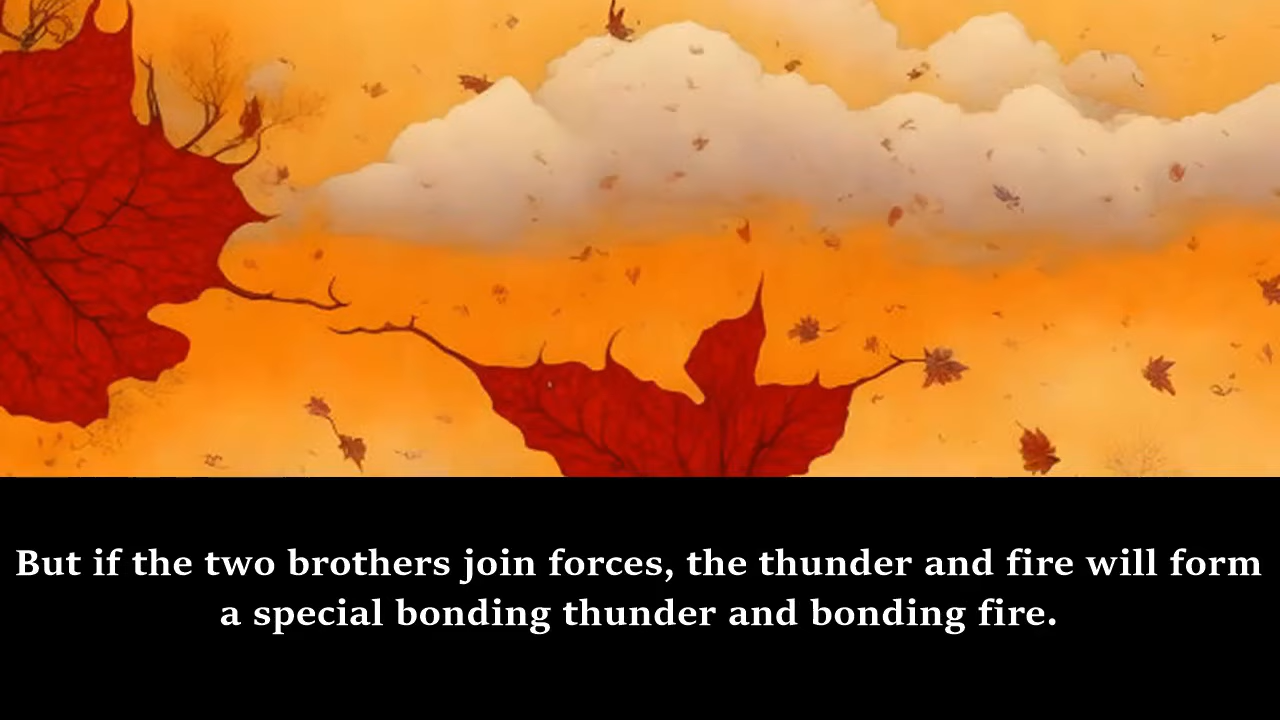 But if the two brothers join forces, the thunder and fire will form
a special bonding thunder and bonding fire.